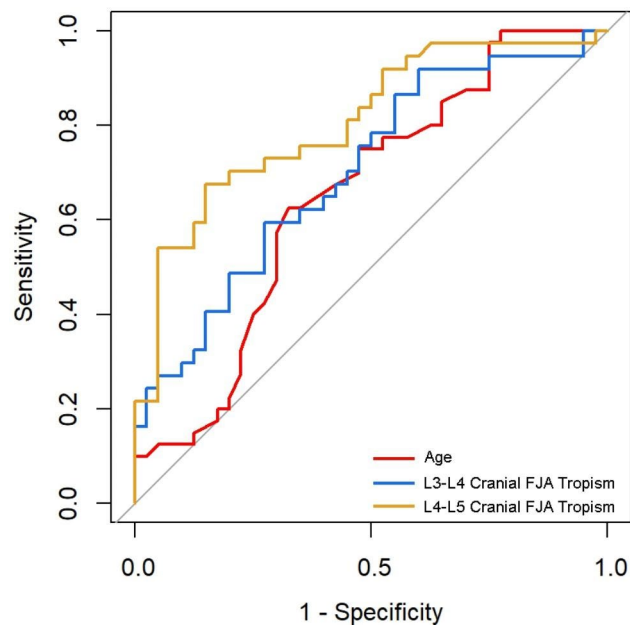 1.0
0.8
0.6
0.4
0.2
0.0
Sensitivity
Age
L3-L4 Cranial FJA Tropism
L4-L5 Cranial FJA Tropism
0.0 0.5 1.0
1 - Specificity